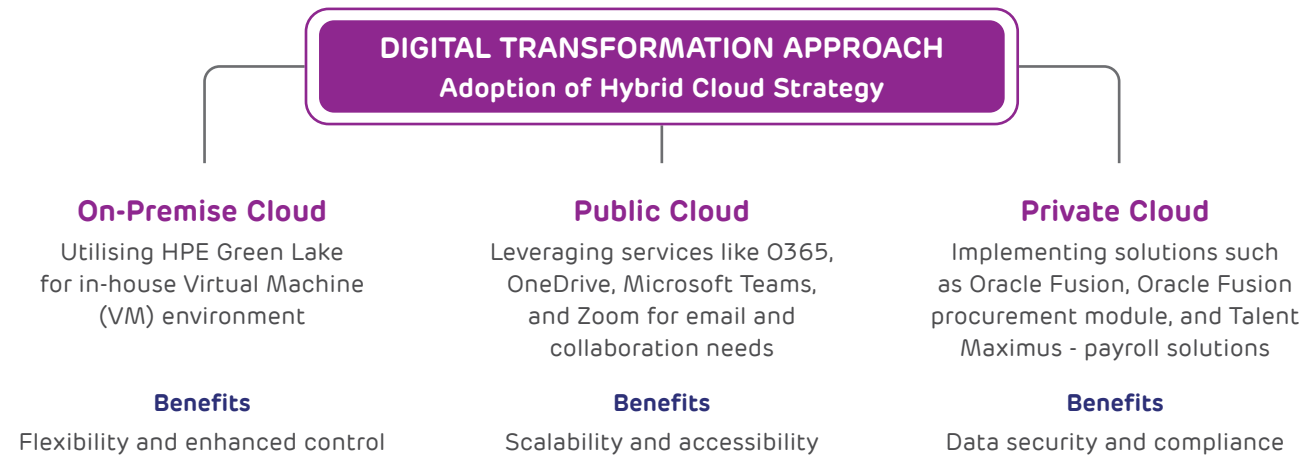 DIGITAL TRANSFORMATION APPROACH
Adoption of Hybrid Cloud Strategy
On-Premise Cloud
Utilising HPE Green Lake
for in-house Virtual Machine
(VM) environment
Benefits
Flexibility and enhanced control
Public Cloud
Leveraging services like O365,
OneDrive, Microsoft Teams,
and Zoom for email and
collaboration needs
Benefits
Scalability and accessibility
Private Cloud
Implementing solutions such
as Oracle Fusion, Oracle Fusion
procurement module, and Talent
Maximus - payroll solutions
Benefits
Data security and compliance